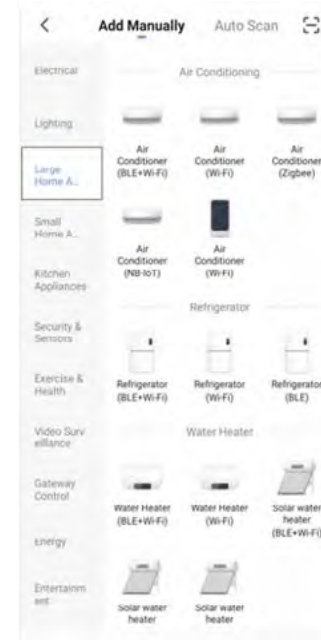 Add Manually
Auto Scan
Electrical
Lighting
Large
Home A...
Small
Home A...
Kitchen
Appliances
Security &
Sensors
Exercise &
Health
Video Surv
eillance
Gateway
Control
Energy
Entertainm
ent
Air Conditioning
Air
Conditioner
(BLE+Wi-Fi)
Air
Conditioner
(Wi-Fi)
Air
Conditioner
(Zigbee)
Air
Conditioner
(NB-IoT)
Air
Conditioner
(Wi-Fi)
Refrigerator
Refrigerator
(BLE+Wi-Fi)
Refrigerator
(Wi-Fi)
Refrigerator
(BLE)
Water Heater
Water Heater
(BLE+Wi-Fi)
Water Heater
(Wi-Fi)
Solar water
heater
(BLE+Wi-Fi)
Solar water
heater
Solar water
heater